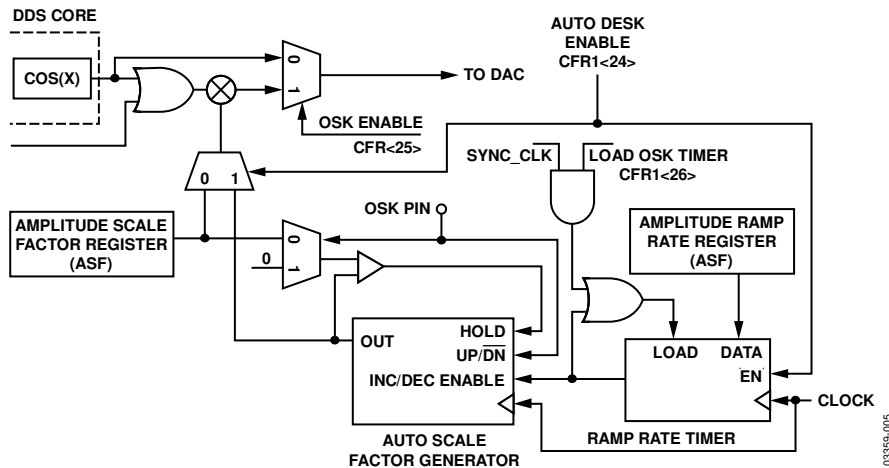 DDS CORE
COS(X)
0
1
TO DAC
OSK ENABLE
CFR<25>
AUTO DESK
ENABLE
CFR1<24>
SYNC_CLK
LOAD OSK TIMER
CFR1<26>
0 1
AMPLITUDE SCALE
FACTOR REGISTER
(ASF)
0
0
1
OSK PIN
AMPLITUDE RAMP
RATE REGISTER
(ASF)
OUT
HOLD
UP/DN
INC/DEC ENABLE
LOAD DATA
EN
CLOCK
RAMP RATE TIMER
AUTO SCALE
FACTOR GENERATOR
03359-005